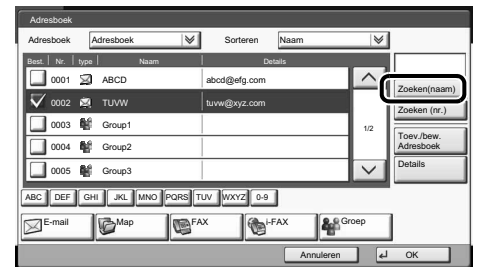 Adresboek
Adresboek Adresboek Sorteren Naam
Best. Nr. type Naam Details
0001 ABCD abcd@efg.com
0002 TUVW tuvw@xyz.com
0003 Group1
0004 Group2
0005 Group3
1/2
Zoeken(naam)
Zoeken (nr.)
Toev./bew.
Adresboek
Details
ABC DEF GHI JKL MNO PQRS TUV WXYZ 0-9
E-mail Map FAX i-FAX Groep
Annuleren OK